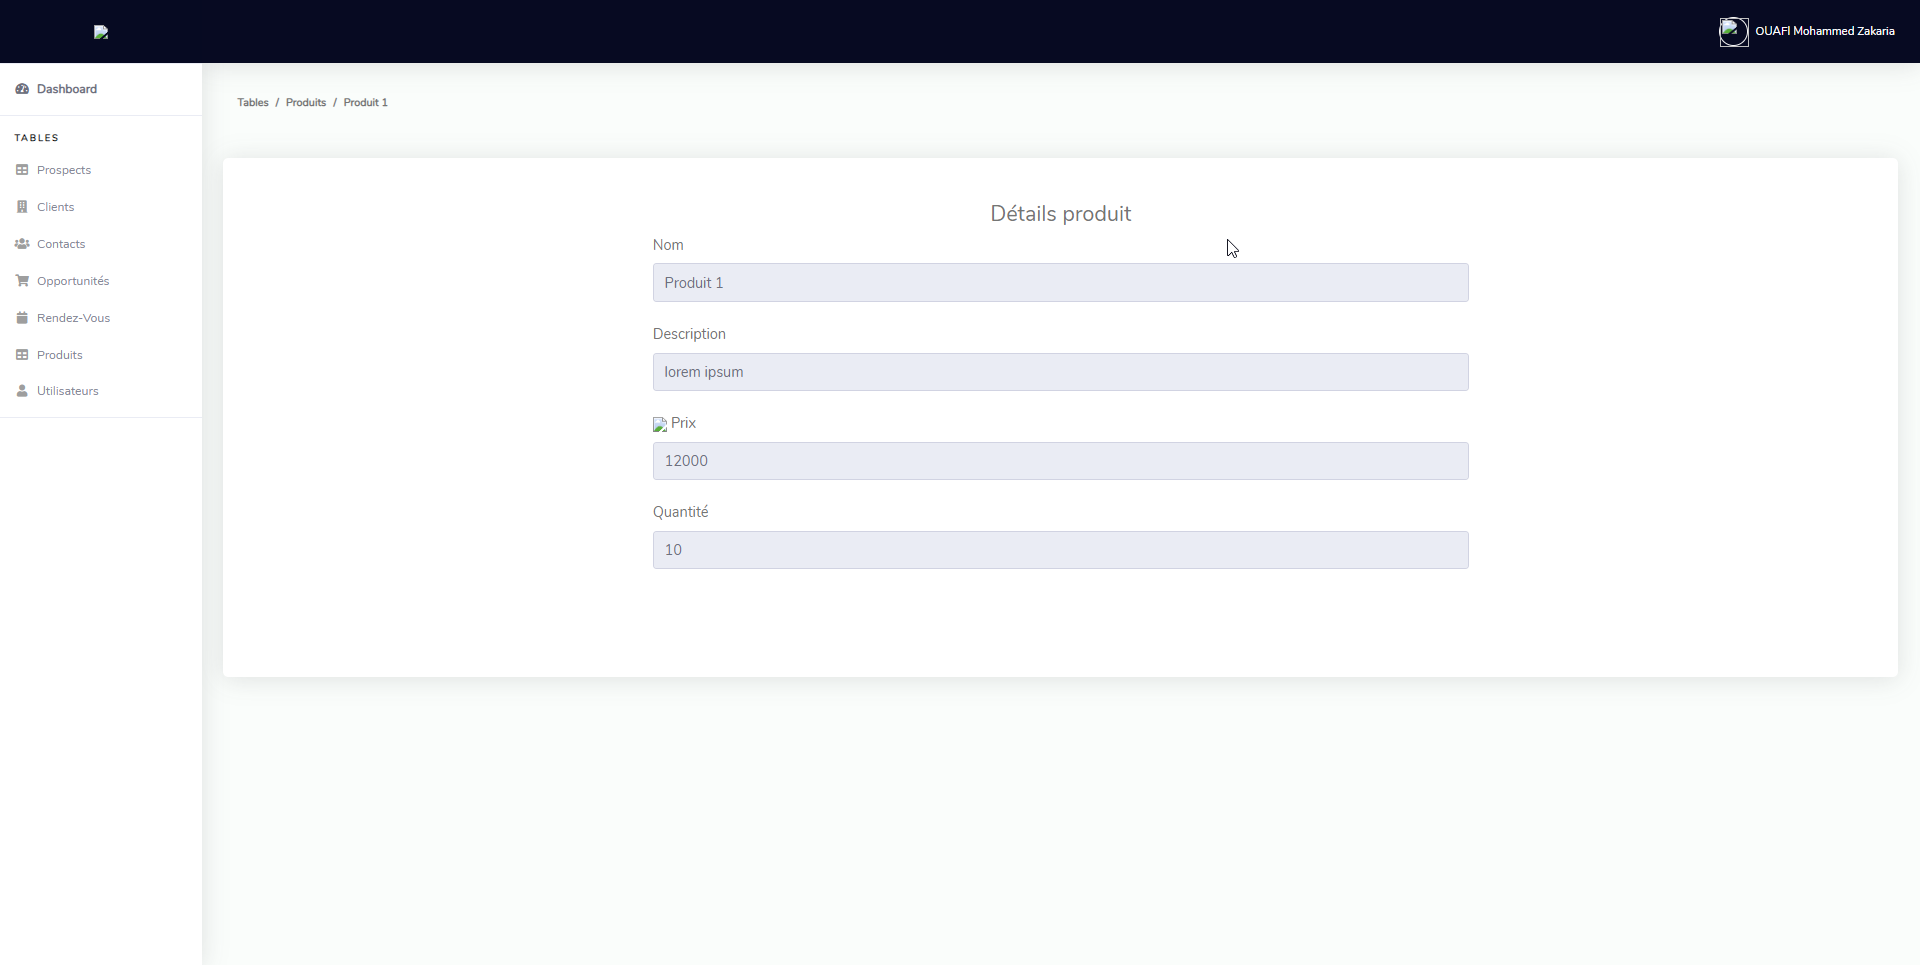 OUAFI Mohammed Zakaria
Dashboard
TABLES
Prospects
Clients
Contacts
Opportunités
Rendez-Vous
Produits
Utilisateurs
Tables / Produits / Produit 1
Détails produit
Nom
Produit 1
Description
lorem ipsum
Prix
12000
Quantité
10